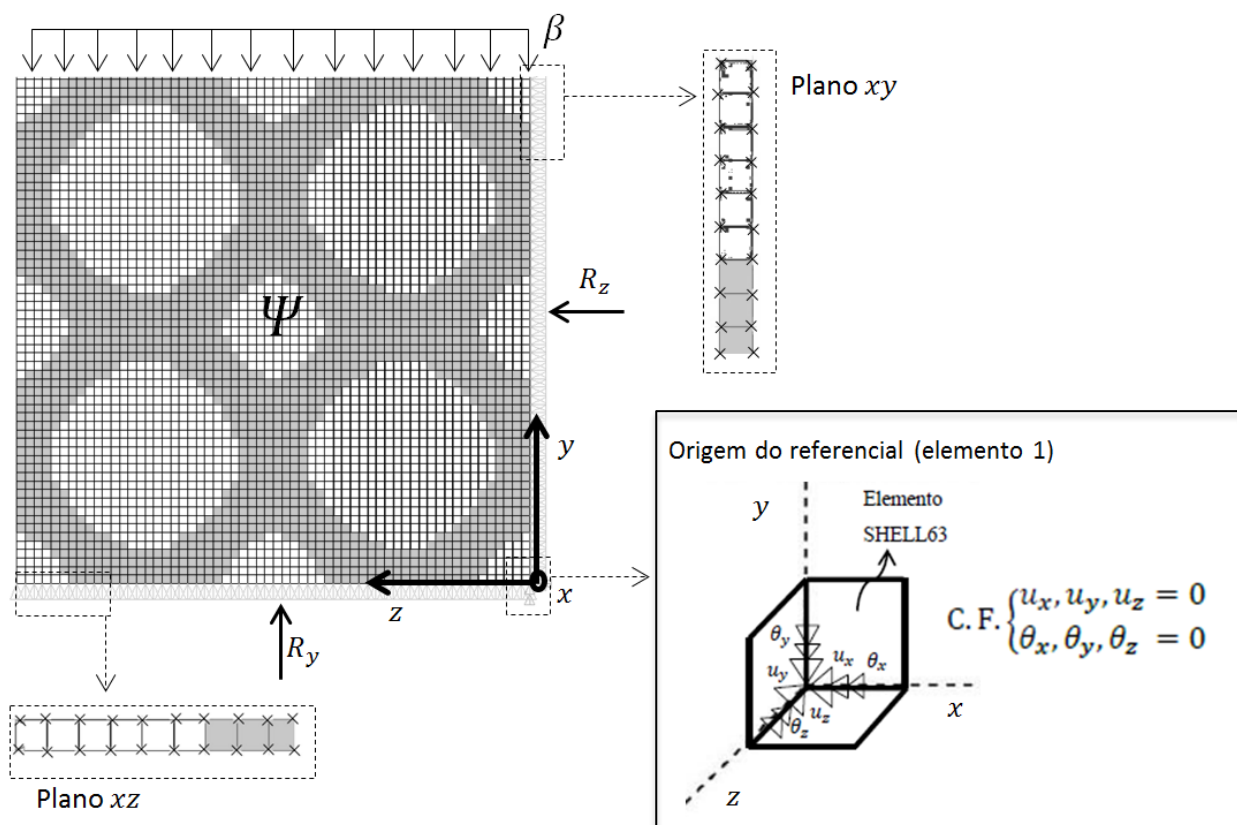 β
Plano xy
R_z
Ψ
y
z
x
R_y
Plano xz
Origem do referencial (elemento 1)
y
Elemento
SHELL63
θ_y
u_y
u_x
θ_x
u_z
θ_z
x
z
C. F. { u_x, u_y, u_z = 0
θ_x, θ_y, θ_z = 0